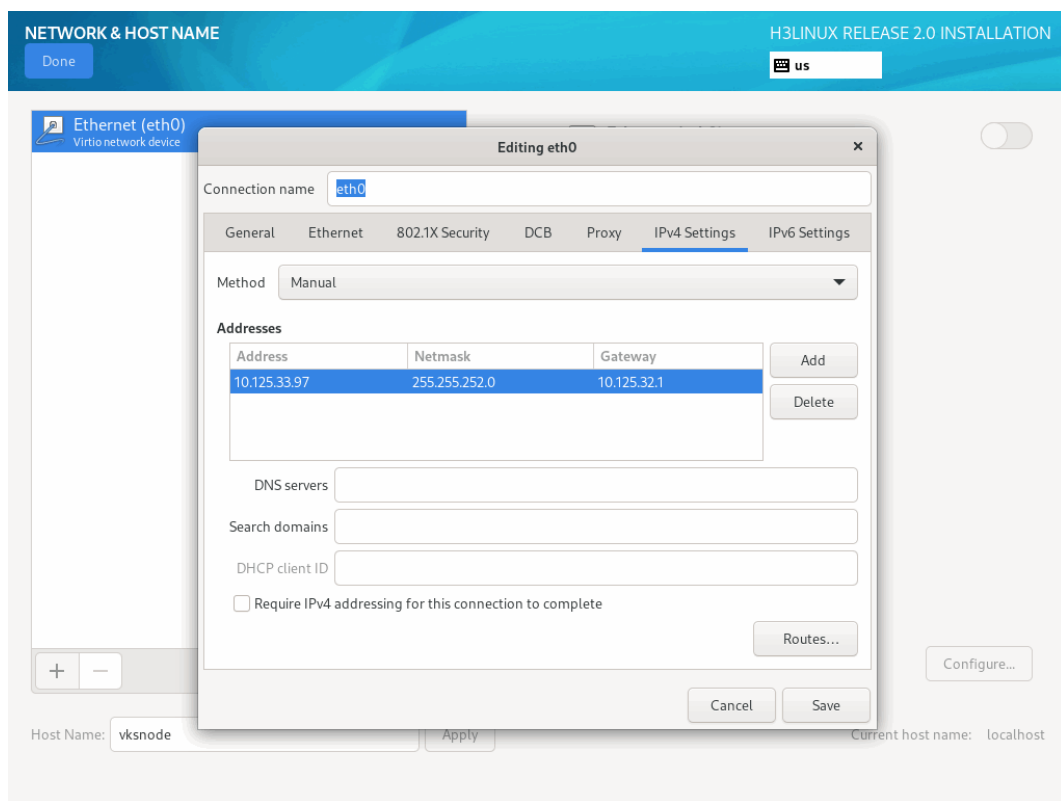 NETWORK & HOST NAME
H3LINUX RELEASE 2.0 INSTALLATION
Done
us
Ethernet (eth0)
Virtio network device
Editing eth0
Connection name
eth0
General Ethernet 802.1X Security DCB Proxy IPv4 Settings IPv6 Settings
Method Manual
Addresses
Address Netmask Gateway
10.125.33.97 255.255.252.0 10.125.32.1
Add
Delete
DNS servers
Search domains
DHCP client ID
Require IPv4 addressing for this connection to complete
Routes...
Configure...
Cancel Save
Host Name: vksnode Apply Current host name: localhost